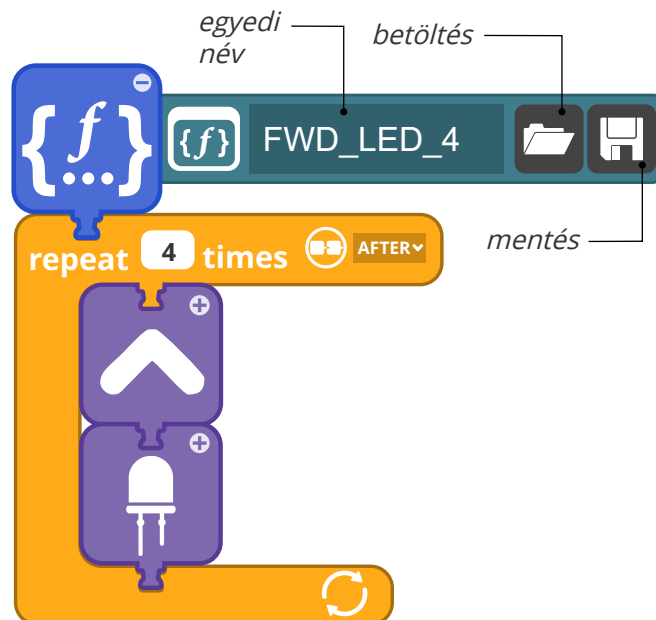 egyedi
név
betöltés
{f} FWD_LED_4
{f...}
mentés
repeat 4 times AFTER